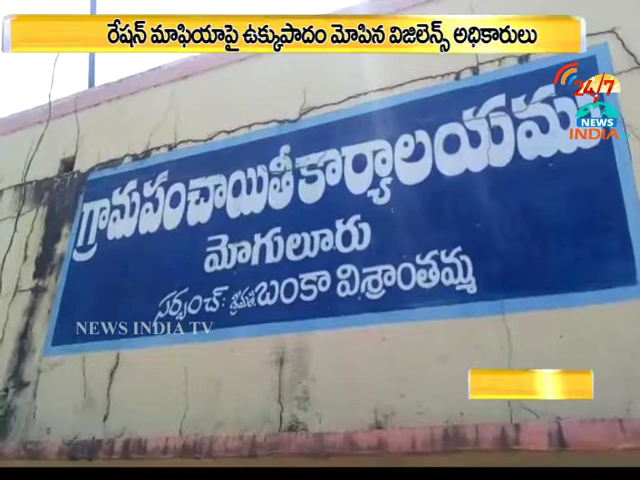 రేషన్ మాఫియాపై ఉక్కుపాదం మోపిన విజిలెన్స్ అధికారులు
24/7
NEWS
INDIA
గ్రామపంచాయితీ కార్యాలయము
మోగులూరు
సర్పంచ్: శ్రీమతి బంకా విశ్రాంతమ్మ
NEWS INDIA TV